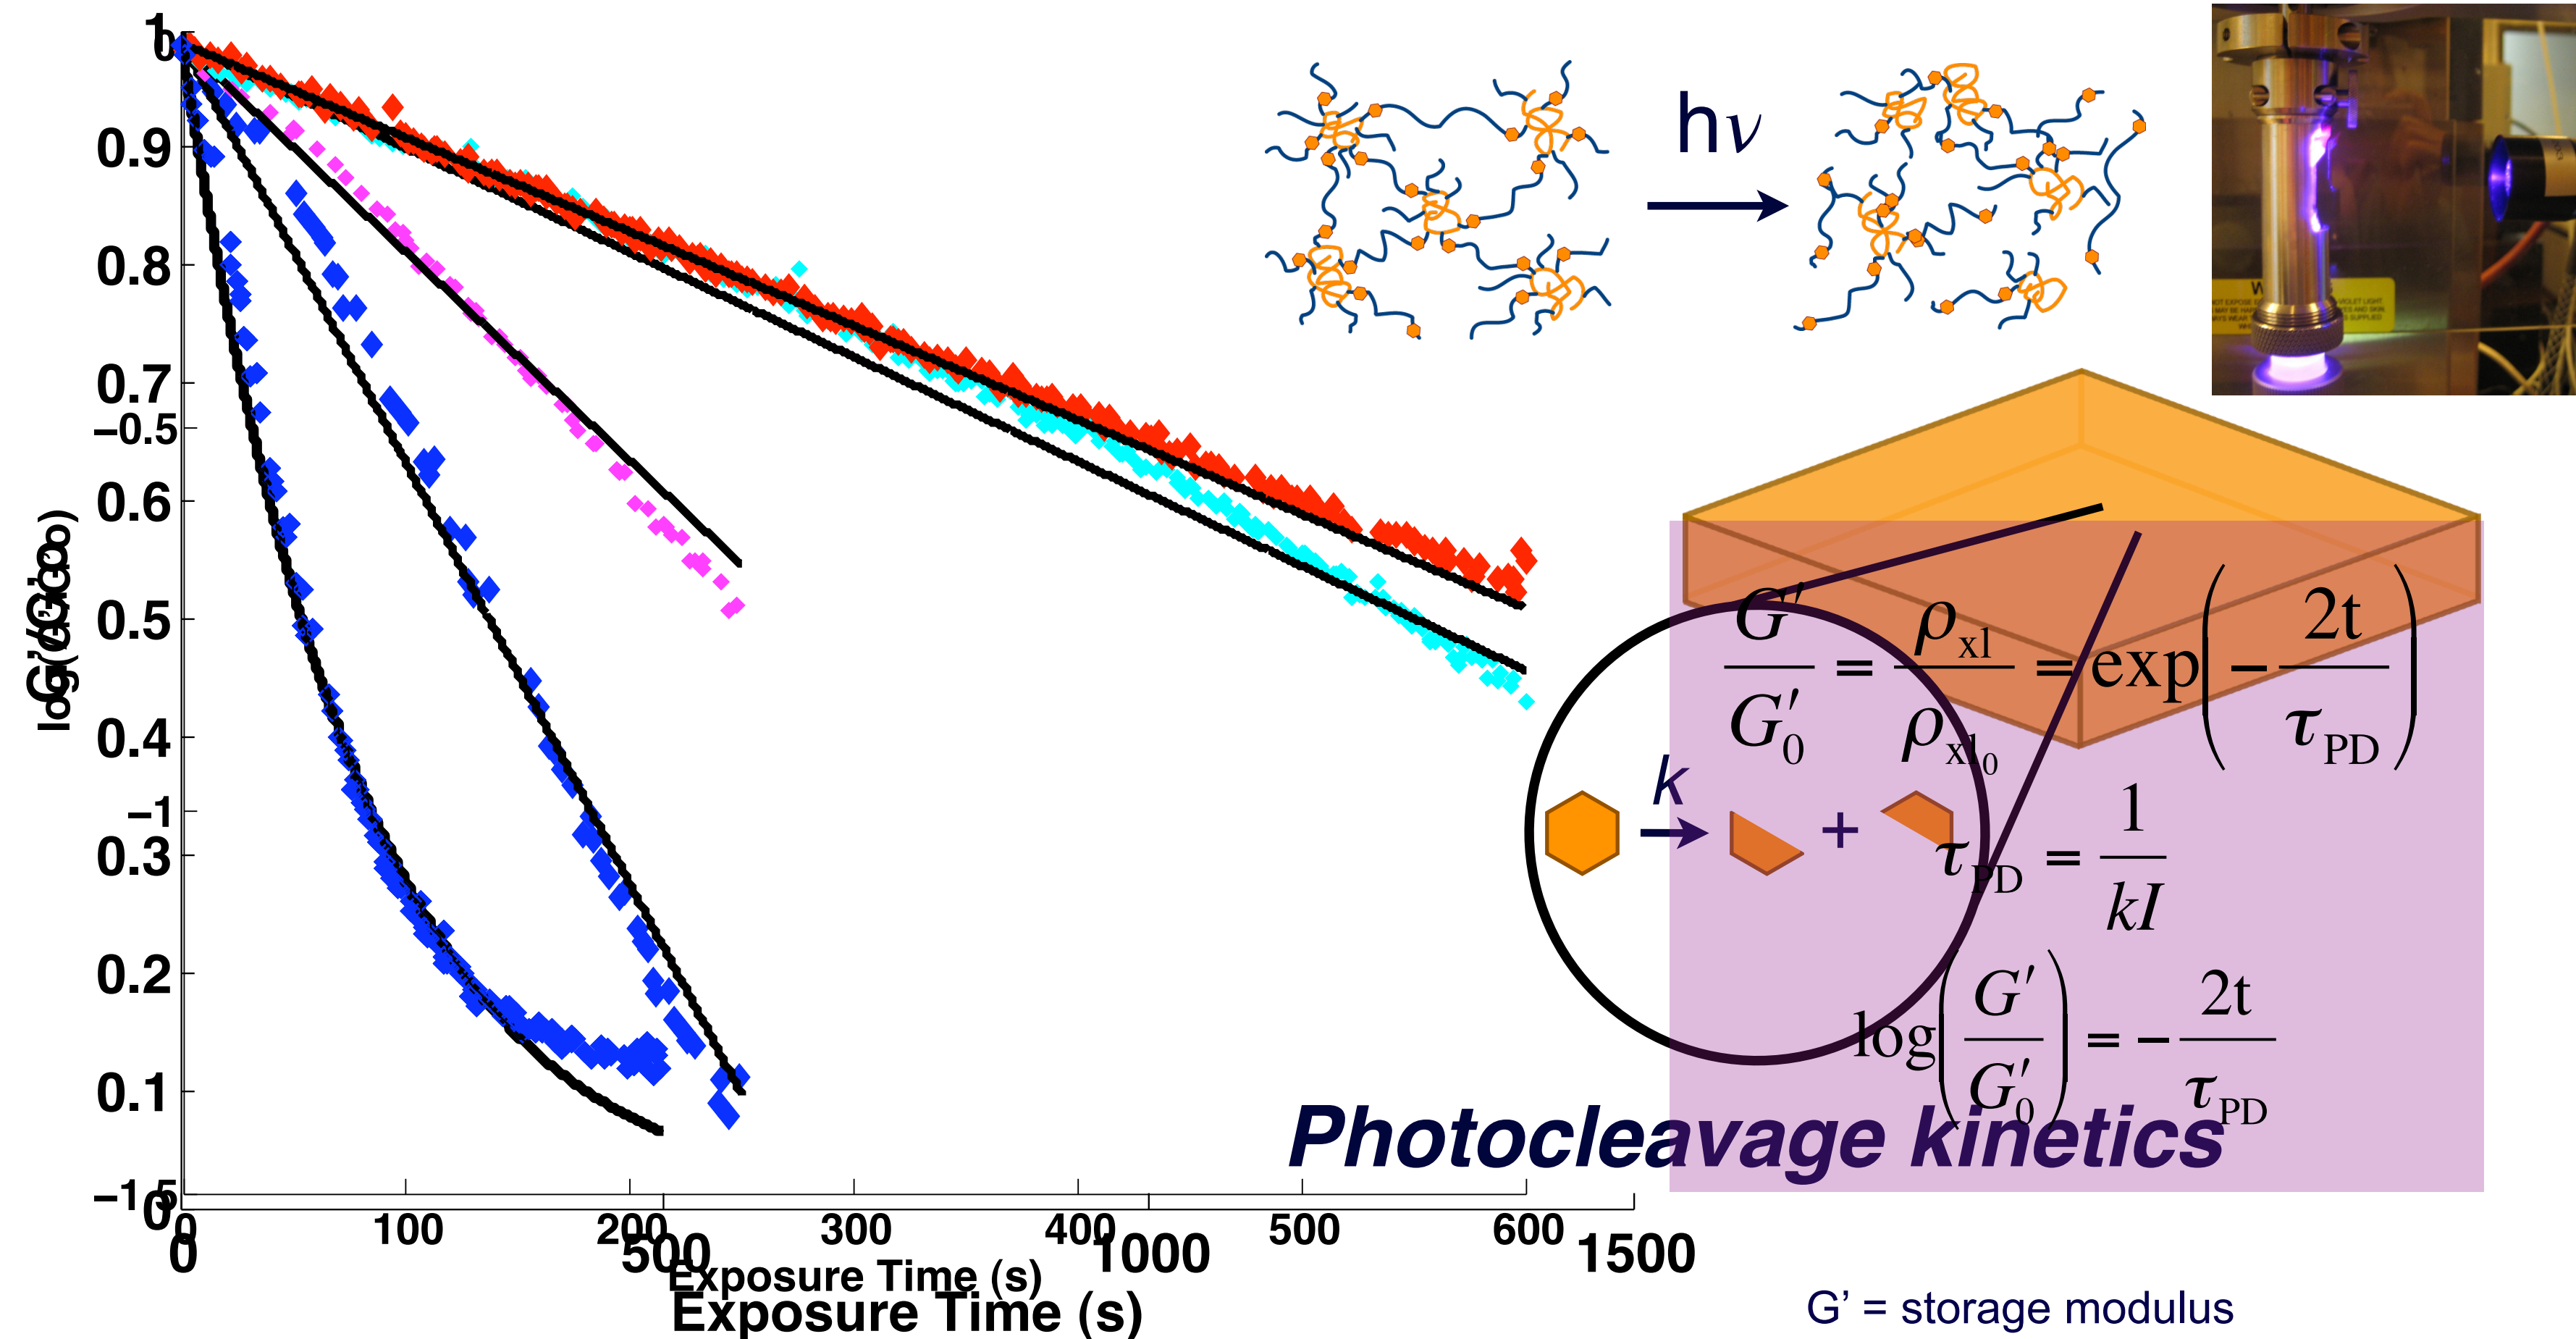 1
0
0.9
0.8
0.7
−0.5
0.6
0.5
0.4
−1
0.3
0.2
0.1
−1.5
0
G’/G’o
log(G’/G’o)
0 100 200 300 400 500 600
0 500 1000 1500
Exposure Time (s)
Exposure Time (s)
hν
G′/G′0 = ρxl/ρxl0 = exp(−2t/τPD)
k
+
τPD = 1/kI
log(G′/G′0) = −2t/τPD
Photocleavage kinetics
G’ = storage modulus